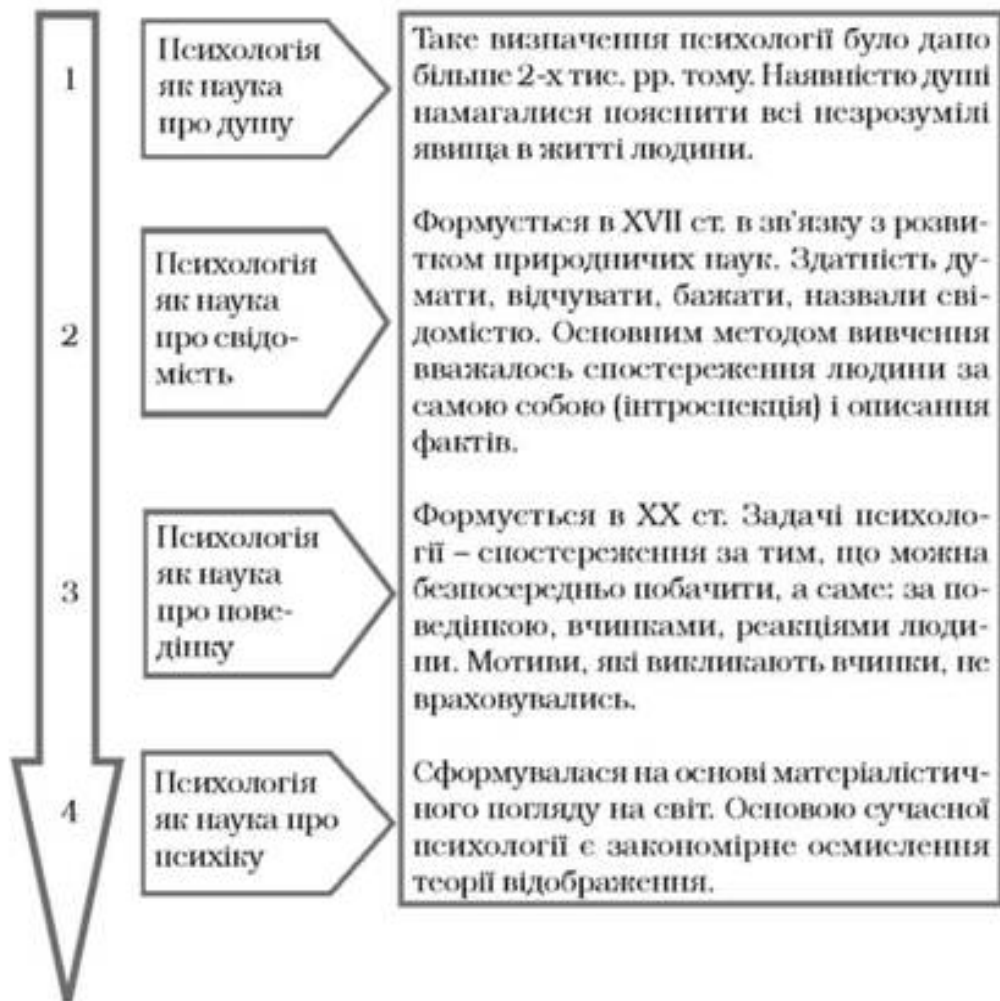 1
Психологія
як наука
про душу
Таке визначення психології було дано
більше 2-х тис. рр. тому. Наявністю душі
намагалися пояснити всі незрозумілі
явища в житті людини.
2
Психологія
як наука
про свідо-
мість
Формується в XVII ст. в зв'язку з розви-
тком природничих наук. Здатність ду-
мати, відчувати, бажати, назвали сві-
домістю. Основним методом вивчення
вважалось спостереження людини за
самою собою (інтроспекція) і описання
фактів.
3
Психологія
як наука
про пове-
дінку
Формується в XX ст. Задачі психоло-
гії – спостереження за тим, що можна
безпосередньо побачити, а саме: за по-
ведінкою, вчинками, реакціями люди-
ни. Мотиви, які викликають вчинки, не
враховувались.
4
Психологія
як наука про
психіку
Сформувалася на основі матеріалістич-
ного погляду на світ. Основою сучасної
психології є закономірне осмислення
теорії відображення.